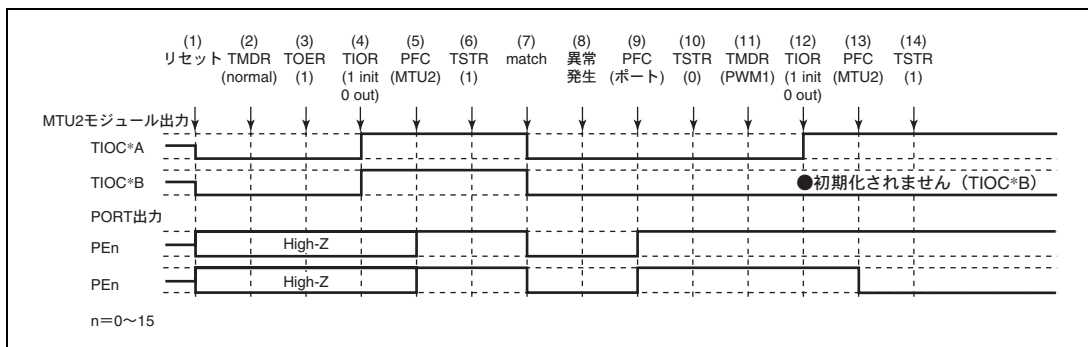 (1) (2) (3) (4) (5) (6) (7) (8) (9) (10) (11) (12) (13) (14)
リセット TMDR TOER TIOR PFC TSTR match 異常 PFC TSTR TMDR TIOR PFC TSTR
(normal) (1) (1 init (MTU2) (1) 発生 (ポート) (0) (PWM1) (1 init (MTU2) (1)
0 out) 0 out)
MTU2モジュール出力
TIOC*A
TIOC*B
●初期化されません（TIOC*B）
PORT出力
PEn
High-Z
PEn
High-Z
n＝0～15